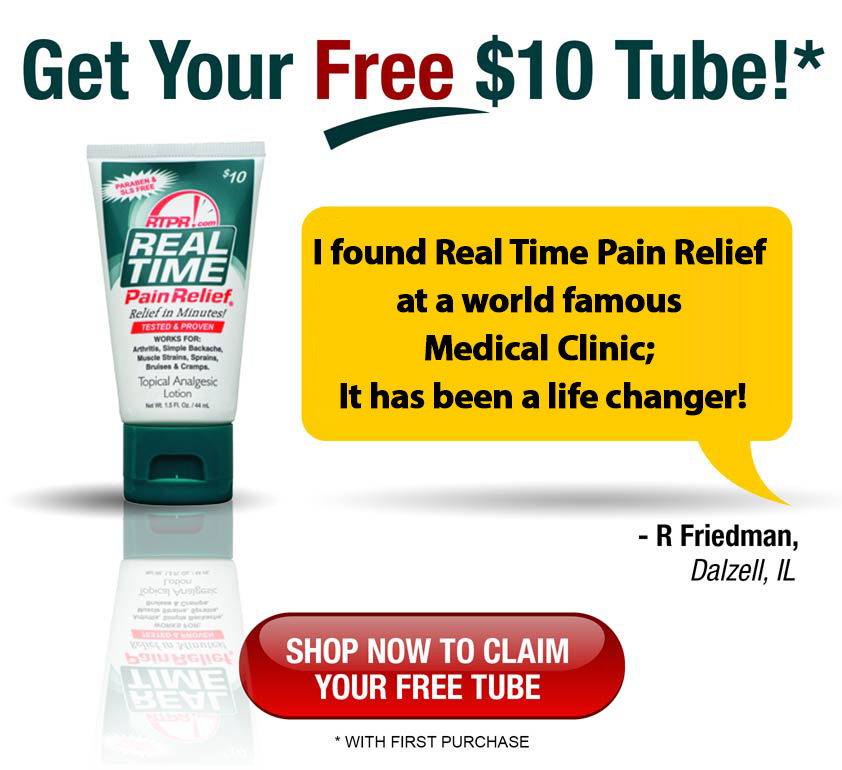 Get Your Free $10 Tube!*
PARABEN &
SLS FREE
$10
RTPR!.com
REAL
TIME
Pain Relief®
Relief in Minutes!
TESTED & PROVEN
WORKS FOR:
Arthritis, Simple Backache,
Muscle Strains, Sprains,
Bruises & Cramps.
Topical Analgesic
Lotion
Net Wt. 1.5 Fl. Oz. / 44 mL
I found Real Time Pain Relief
at a world famous
Medical Clinic;
It has been a life changer!
- R Friedman,
Dalzell, IL
SHOP NOW TO CLAIM
YOUR FREE TUBE
* WITH FIRST PURCHASE